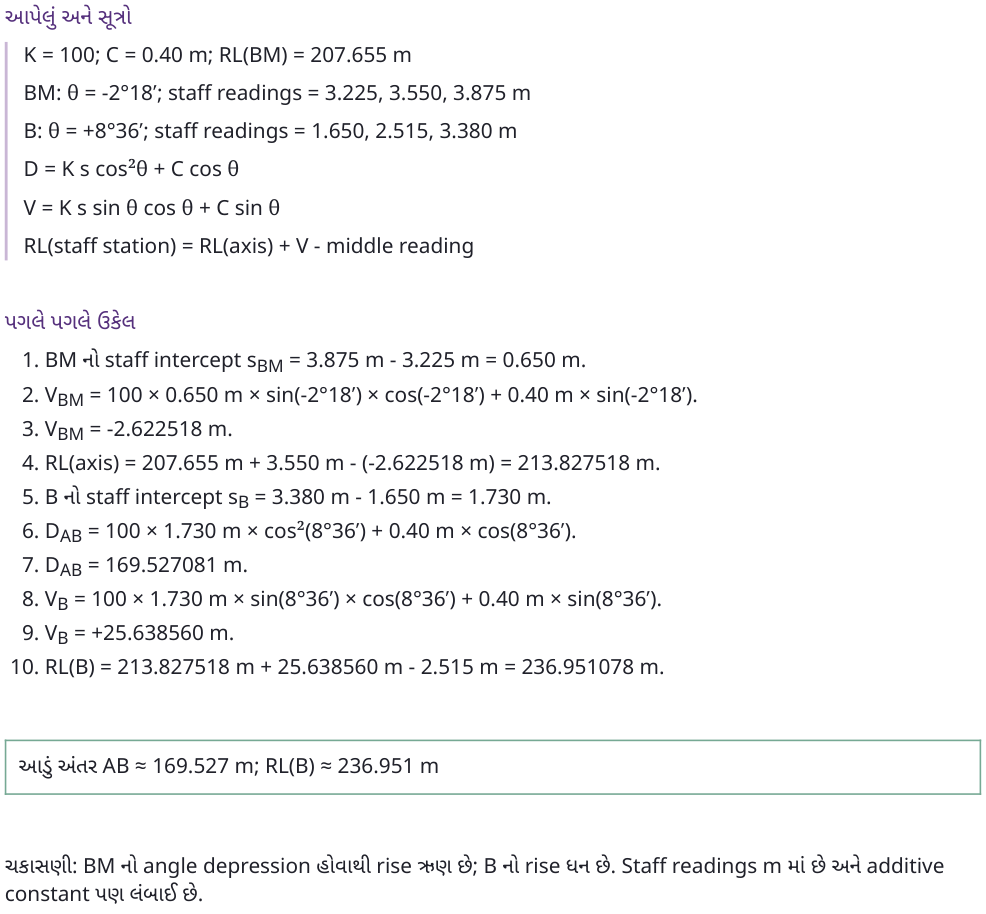 આપેલું અને સૂત્રો
K = 100; C = 0.40 m; RL(BM) = 207.655 m
BM: θ = -2°18′; staff readings = 3.225, 3.550, 3.875 m
B: θ = +8°36′; staff readings = 1.650, 2.515, 3.380 m
D = K s cos²θ + C cos θ
V = K s sin θ cos θ + C sin θ
RL(staff station) = RL(axis) + V - middle reading
પગલે પગલે ઉકેલ
1. BM નો staff intercept s_BM = 3.875 m - 3.225 m = 0.650 m.
2. V_BM = 100 × 0.650 m × sin(-2°18′) × cos(-2°18′) + 0.40 m × sin(-2°18′).
3. V_BM = -2.622518 m.
4. RL(axis) = 207.655 m + 3.550 m - (-2.622518 m) = 213.827518 m.
5. B નો staff intercept s_B = 3.380 m - 1.650 m = 1.730 m.
6. D_AB = 100 × 1.730 m × cos²(8°36′) + 0.40 m × cos(8°36′).
7. D_AB = 169.527081 m.
8. V_B = 100 × 1.730 m × sin(8°36′) × cos(8°36′) + 0.40 m × sin(8°36′).
9. V_B = +25.638560 m.
10. RL(B) = 213.827518 m + 25.638560 m - 2.515 m = 236.951078 m.
આડું અંતર AB ≈ 169.527 m; RL(B) ≈ 236.951 m
ચકાસણી: BM નો angle depression હોવાથી rise ઋણ છે; B નો rise ધન છે. Staff readings m માં છે અને additive
constant પણ લંબાઈ છે.